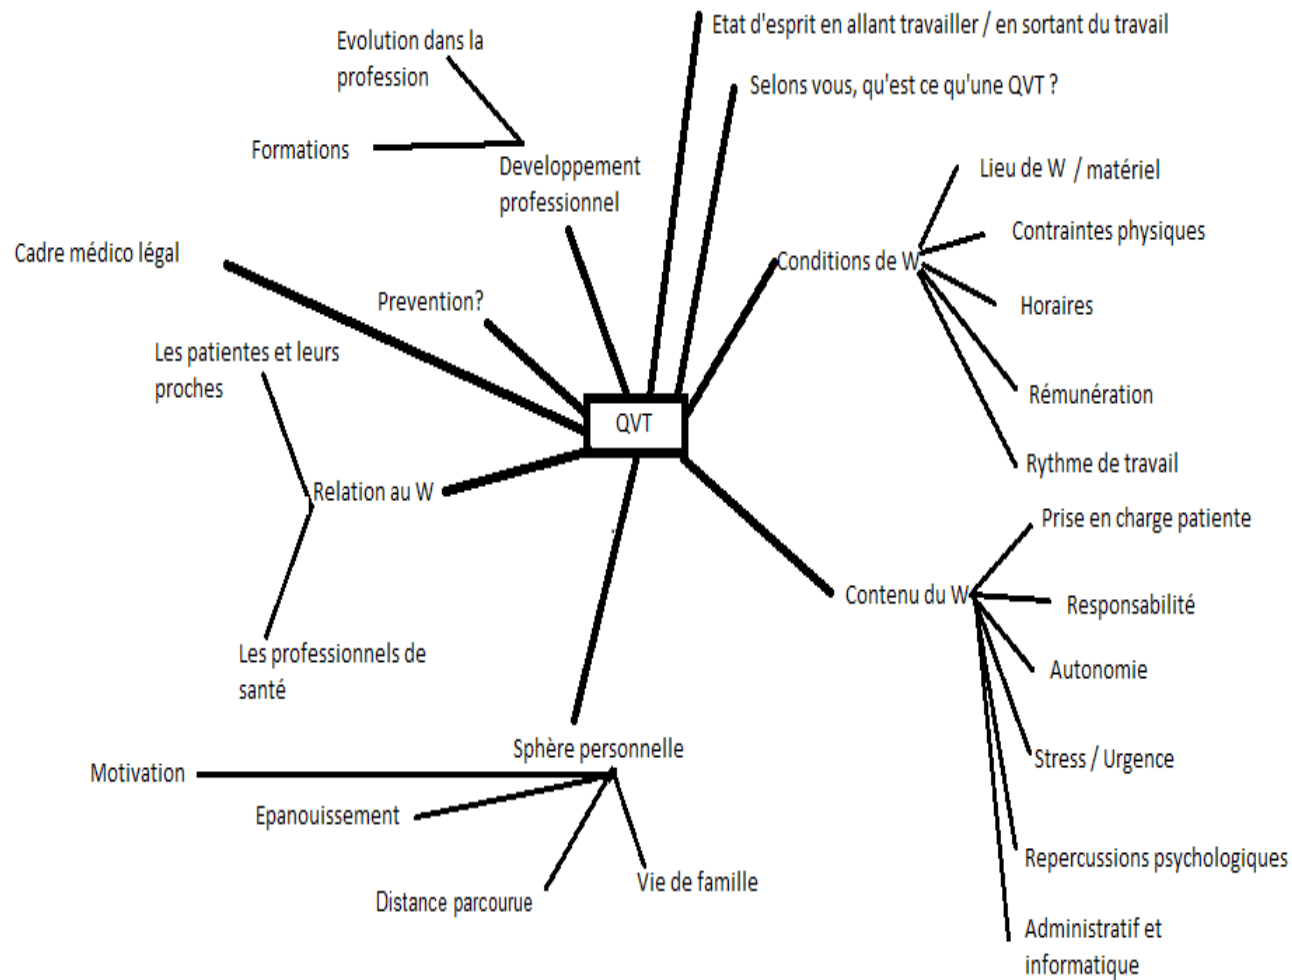 Etat d'esprit en allant travailler / en sortant du travail
Selons vous, qu'est ce qu'une QVT ?
Evolution dans la
profession
Formations
Developpement
professionnel
Cadre médico légal
Prevention?
Les patientes et leurs
proches
Relation au W
Les professionnels de
santé
QVT
Conditions de W
Lieu de W / matériel
Contraintes physiques
Horaires
Rémunération
Rythme de travail
Contenu du W
Prise en charge patiente
Responsabilité
Autonomie
Stress / Urgence
Repercussions psychologiques
Administratif et
informatique
Sphère personnelle
Motivation
Epanouissement
Distance parcourue
Vie de famille